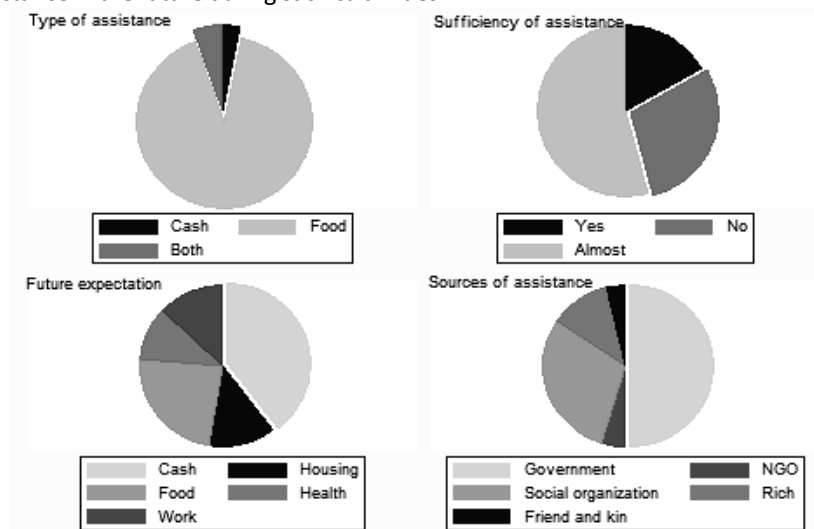 Type of assistance
Sufficiency of assistance
Cash Food
Both
Yes No
Almost
Future expectation
Sources of assistance
Cash Housing
Food Health
Work
Government NGO
Social organization Rich
Friend and kin